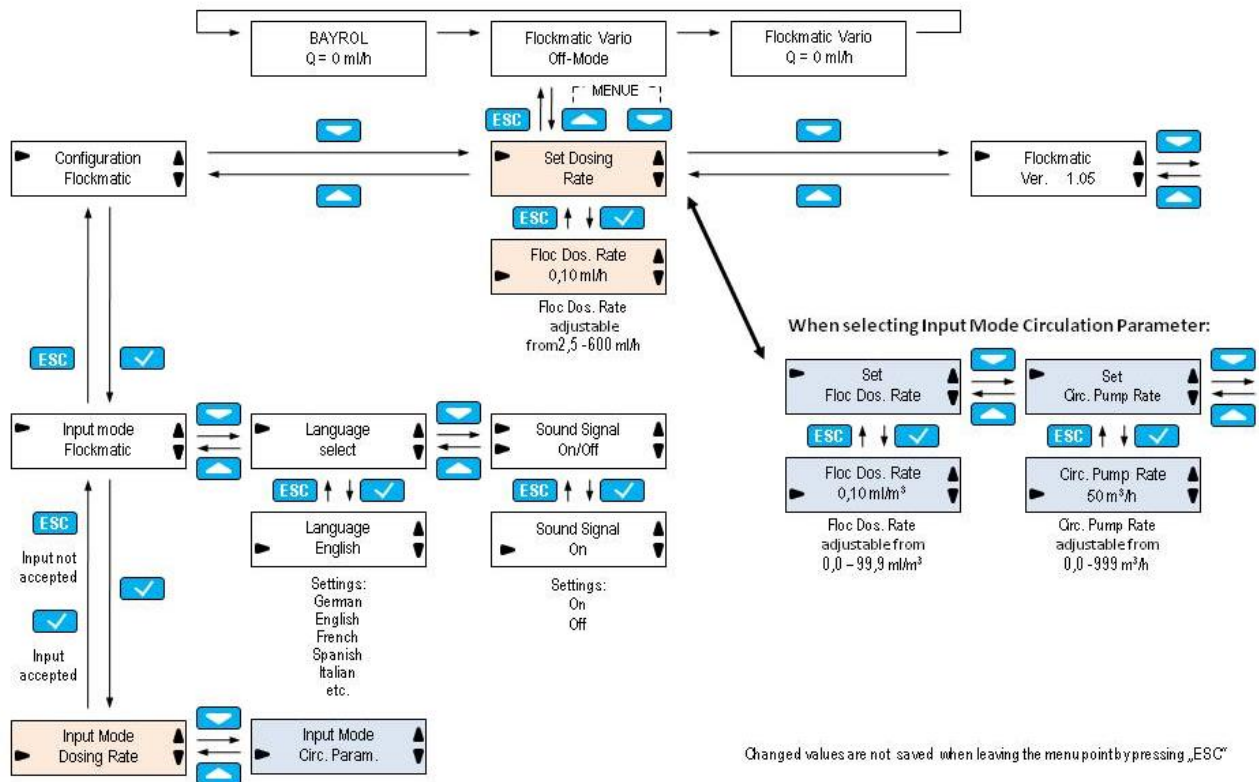 BAYROL
Q = 0 ml/h
Flockmatic Vario
Off-Mode
Flockmatic Vario
Q = 0 ml/h
MENUE
ESC
Configuration
Flockmatic
Set Dosing
Rate
Flockmatic
Ver. 1.05
ESC
Floc Dos. Rate
0,10 ml/h
Floc Dos. Rate
adjustable
from2,5 -600 ml/h
When selecting Input Mode Circulation Parameter:
ESC
Set
Floc Dos. Rate
Set
Circ. Pump Rate
ESC
ESC
Floc Dos. Rate
0,10 ml/m³
Circ. Pump Rate
50 m³/h
Floc Dos. Rate
adjustable from
0,0 – 99,9 ml/m³
Circ. Pump Rate
adjustable from
0,0 -999 m³/h
Input mode
Flockmatic
Language
select
Sound Signal
On/Off
ESC
ESC
Language
English
Sound Signal
On
Settings:
German
English
French
Spanish
Italian
etc.
Settings:
On
Off
ESC
Input not
accepted
Input
accepted
Input Mode
Dosing Rate
Input Mode
Circ. Param.
Changed values are not saved when leaving the menu point by pressing „ESC“